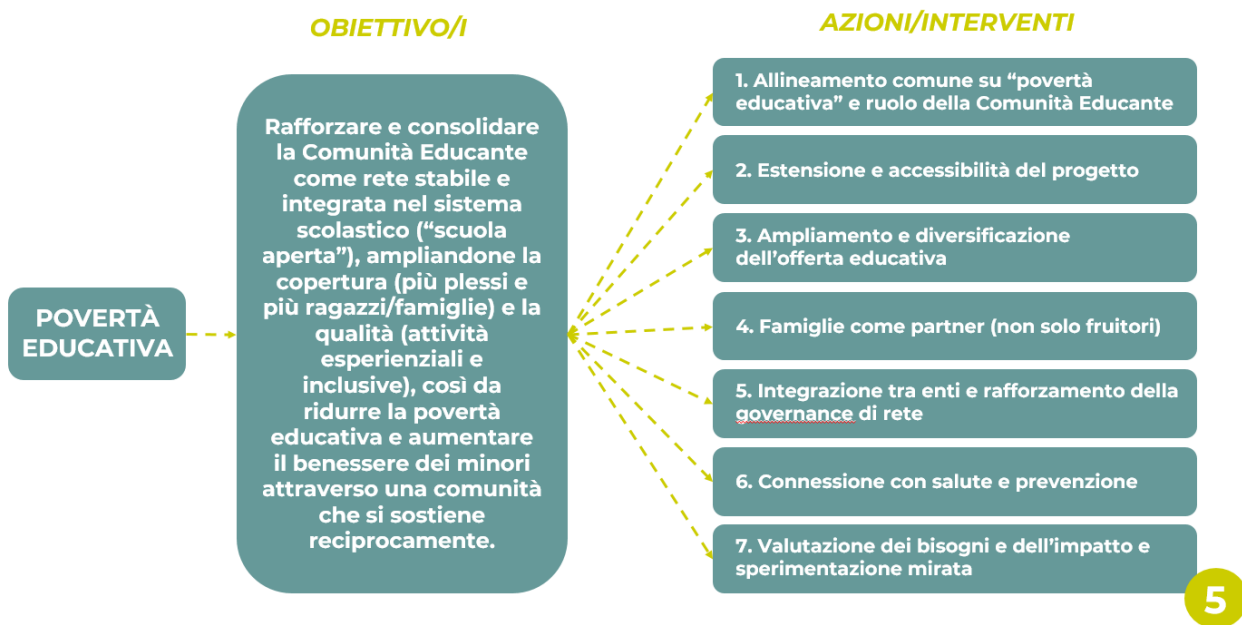 OBIETTIVO/I
AZIONI/INTERVENTI
POVERTÀ
EDUCATIVA
Rafforzare e consolidare
la Comunità Educante
come rete stabile e
integrata nel sistema
scolastico (“scuola
aperta”), ampliandone la
copertura (più plessi e
più ragazzi/famiglie) e la
qualità (attività
esperienziali e
inclusive), così da
ridurre la povertà
educativa e aumentare
il benessere dei minori
attraverso una comunità
che si sostiene
reciprocamente.
1. Allineamento comune su “povertà
educativa” e ruolo della Comunità Educante
2. Estensione e accessibilità del progetto
3. Ampliamento e diversificazione
dell’offerta educativa
4. Famiglie come partner (non solo fruitori)
5. Integrazione tra enti e rafforzamento della
governance di rete
6. Connessione con salute e prevenzione
7. Valutazione dei bisogni e dell’impatto e
sperimentazione mirata
5